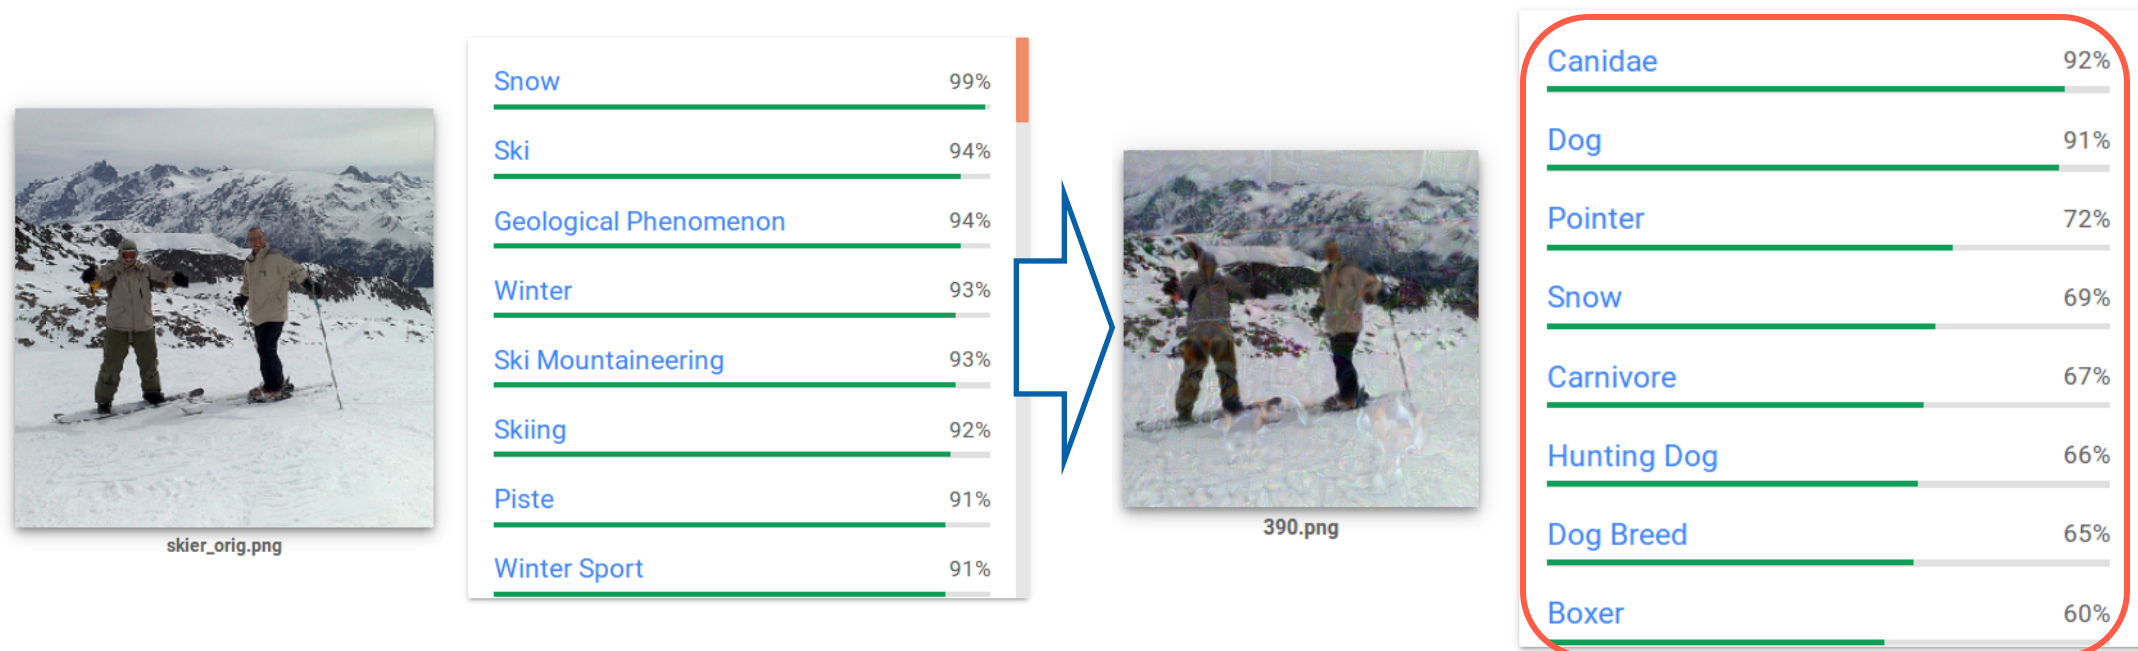 skier_orig.png
Snow 99%
Ski 94%
Geological Phenomenon 94%
Winter 93%
Ski Mountaineering 93%
Skiing 92%
Piste 91%
Winter Sport 91%
390.png
Canidae 92%
Dog 91%
Pointer 72%
Snow 69%
Carnivore 67%
Hunting Dog 66%
Dog Breed 65%
Boxer 60%